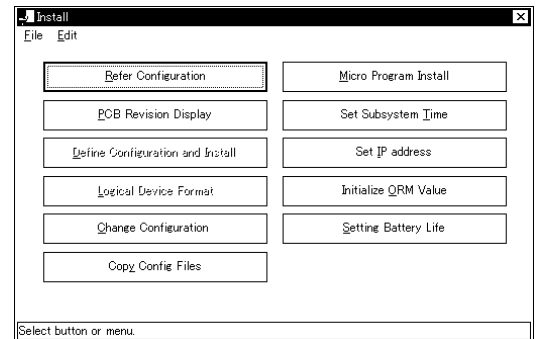 Install
File Edit
Refer Configuration
PCB Revision Display
Define Configuration and Install
Logical Device Format
Change Configuration
Copy Config Files
Micro Program Install
Set Subsystem Time
Set IP address
Initialize ORM Value
Setting Battery Life
Select button or menu.